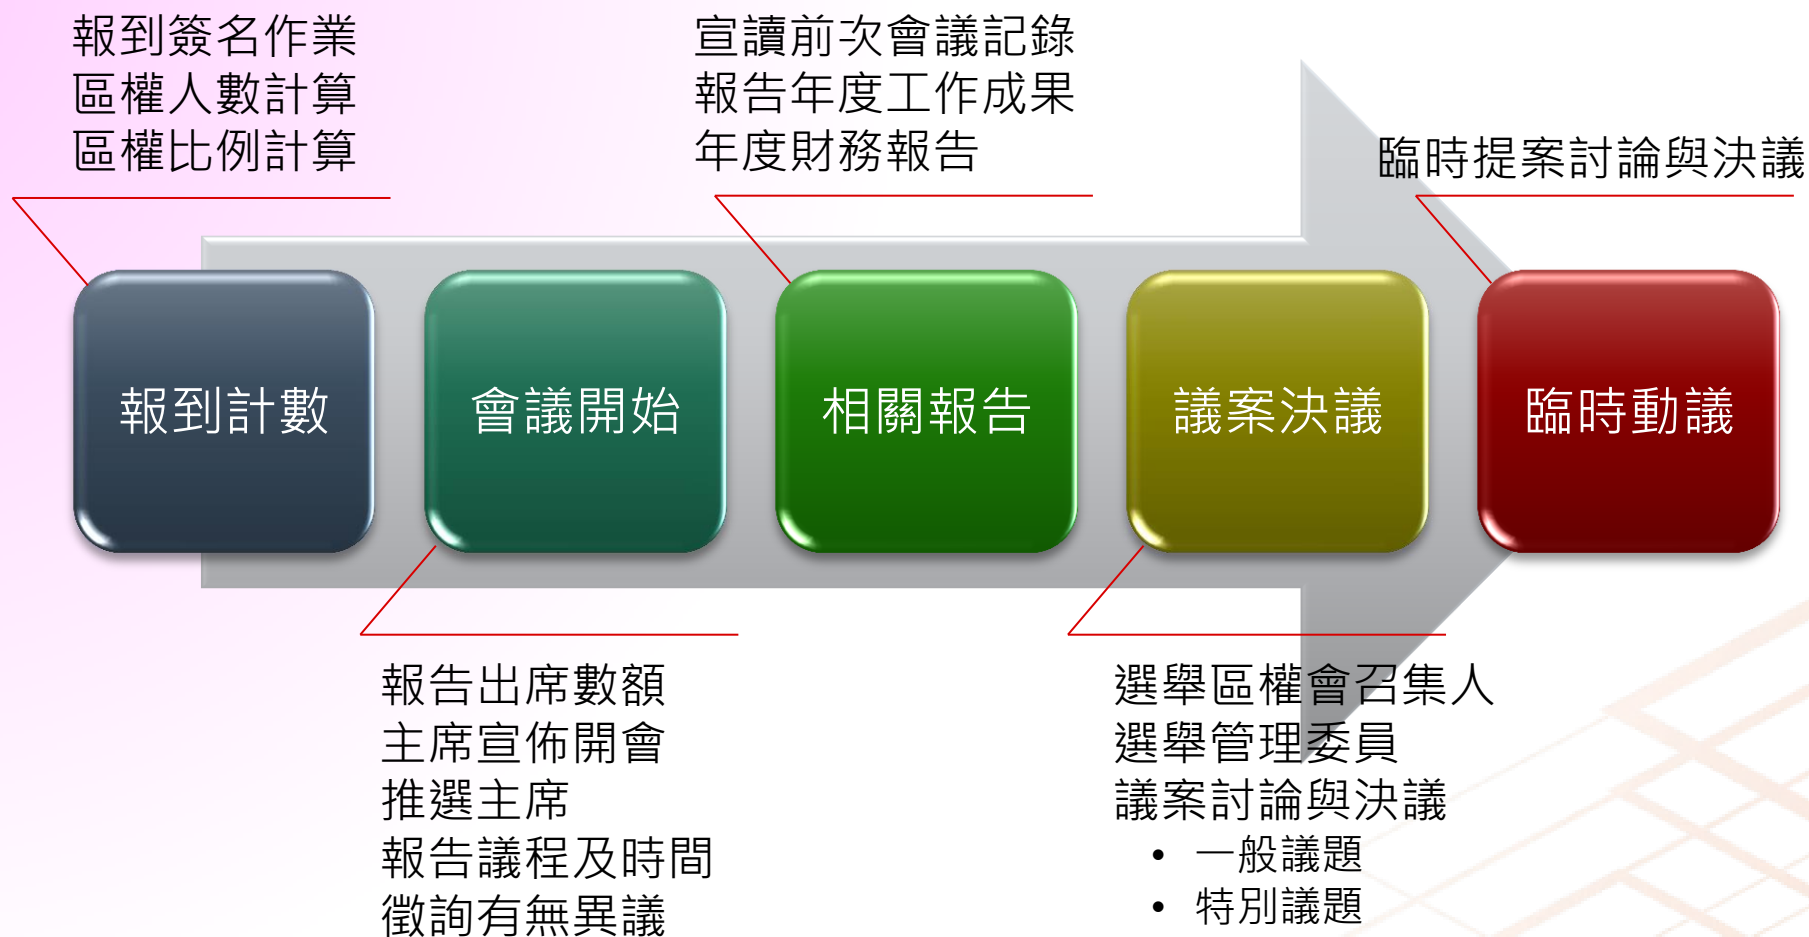 報到簽名作業
區權人數計算
區權比例計算
宣讀前次會議記錄
報告年度工作成果
年度財務報告
臨時提案討論與決議
報到計數
會議開始
相關報告
議案決議
臨時動議
報告出席數額
主席宣佈開會
推選主席
報告議程及時間
徵詢有無異議
選舉區權會召集人
選舉管理委員
議案討論與決議
• 一般議題
• 特別議題